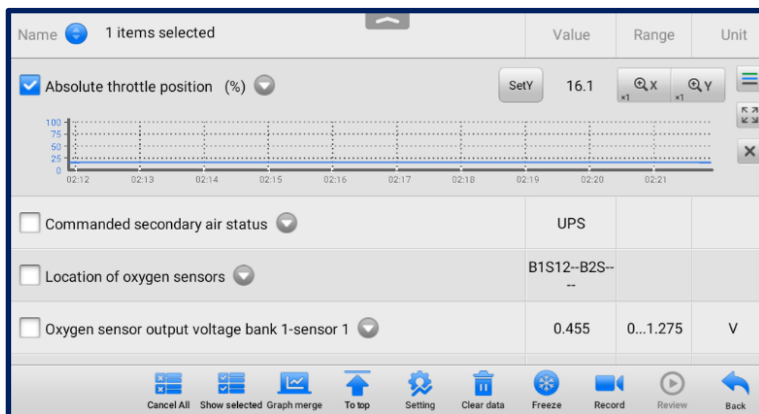 Name 1 items selected Value Range Unit
Absolute throttle position (%) SetY 16.1 ×1 X ×1 Y
100
75
50
25
0
02:12 02:13 02:14 02:15 02:16 02:17 02:18 02:19 02:20 02:21
Commanded secondary air status UPS
Location of oxygen sensors B1S12--B2S--
--
Oxygen sensor output voltage bank 1-sensor 1 0.455 0...1.275 V
Cancel All Show selected Graph merge To top Setting Clear data Freeze Record Review Back